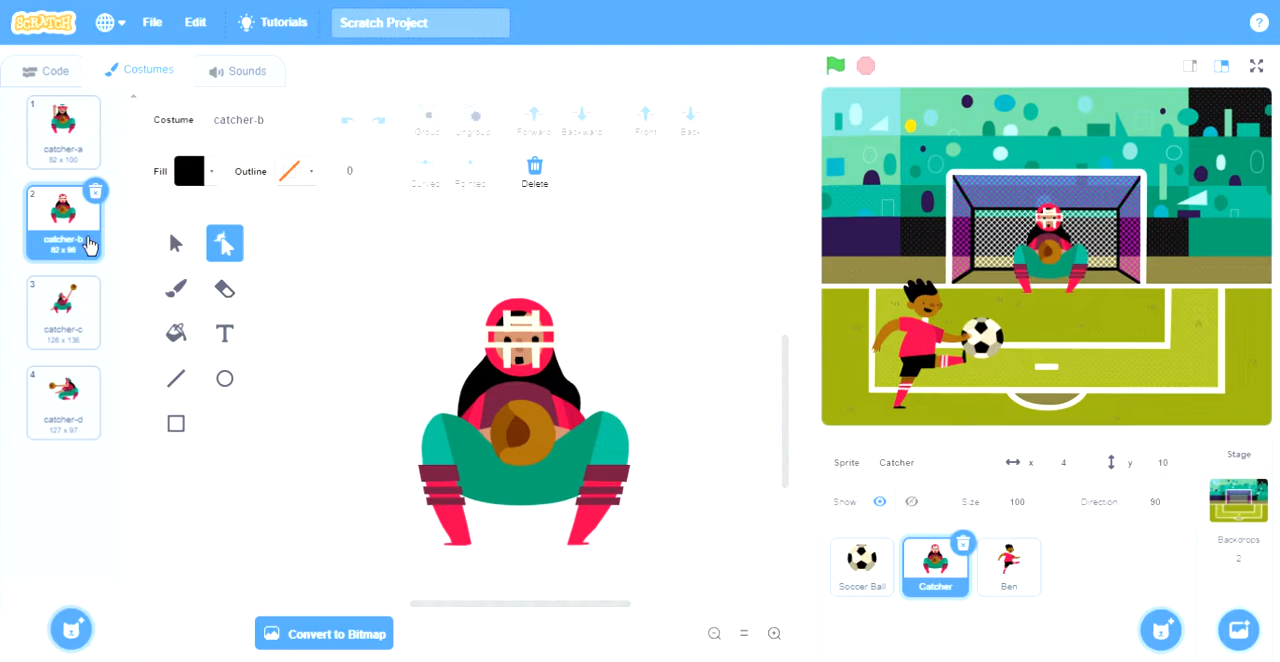 SCRATCH File Edit Tutorials Scratch Project ?
Code Costumes Sounds
1
catcher-a
82 x 100
2
catcher-b
82 x 98
3
catcher-c
126 x 136
4
catcher-d
127 x 97
Costume catcher-b
Group Ungroup Forward Backward Front Back
Fill Outline 0
Curved Pointed Delete
T
Convert to Bitmap
Sprite Catcher x 4 y 10
Show Size 100 Direction 90
Soccer Ball Catcher Ben
Stage
Backdrops
2